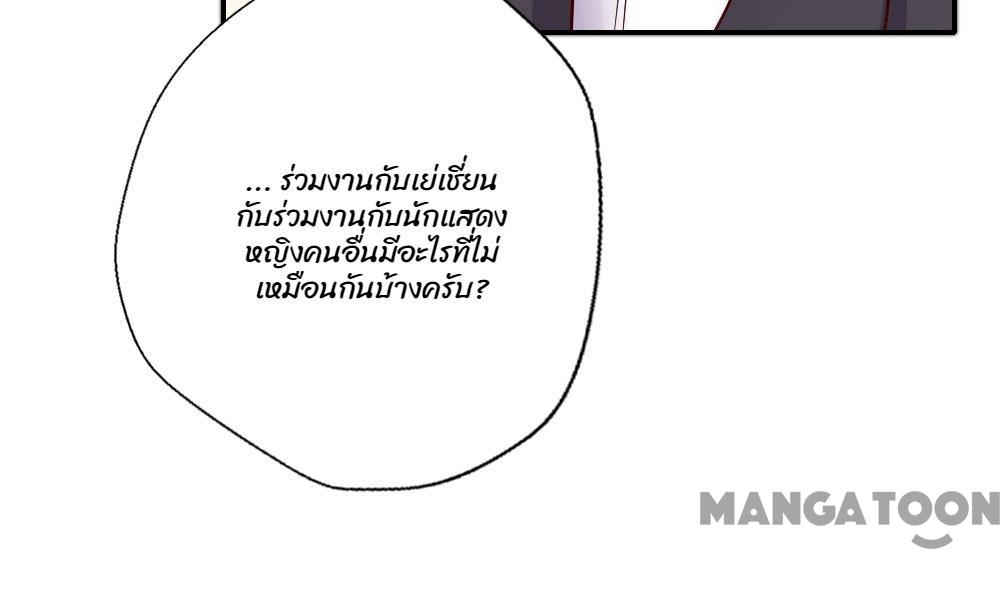 ... ร่วมงานกับเย่เชี่ยน
กับร่วมงานกับนักแสดง
หญิงคนอื่นมีอะไรที่ไม่
เหมือนกันบ้างครับ?
MANGATOON